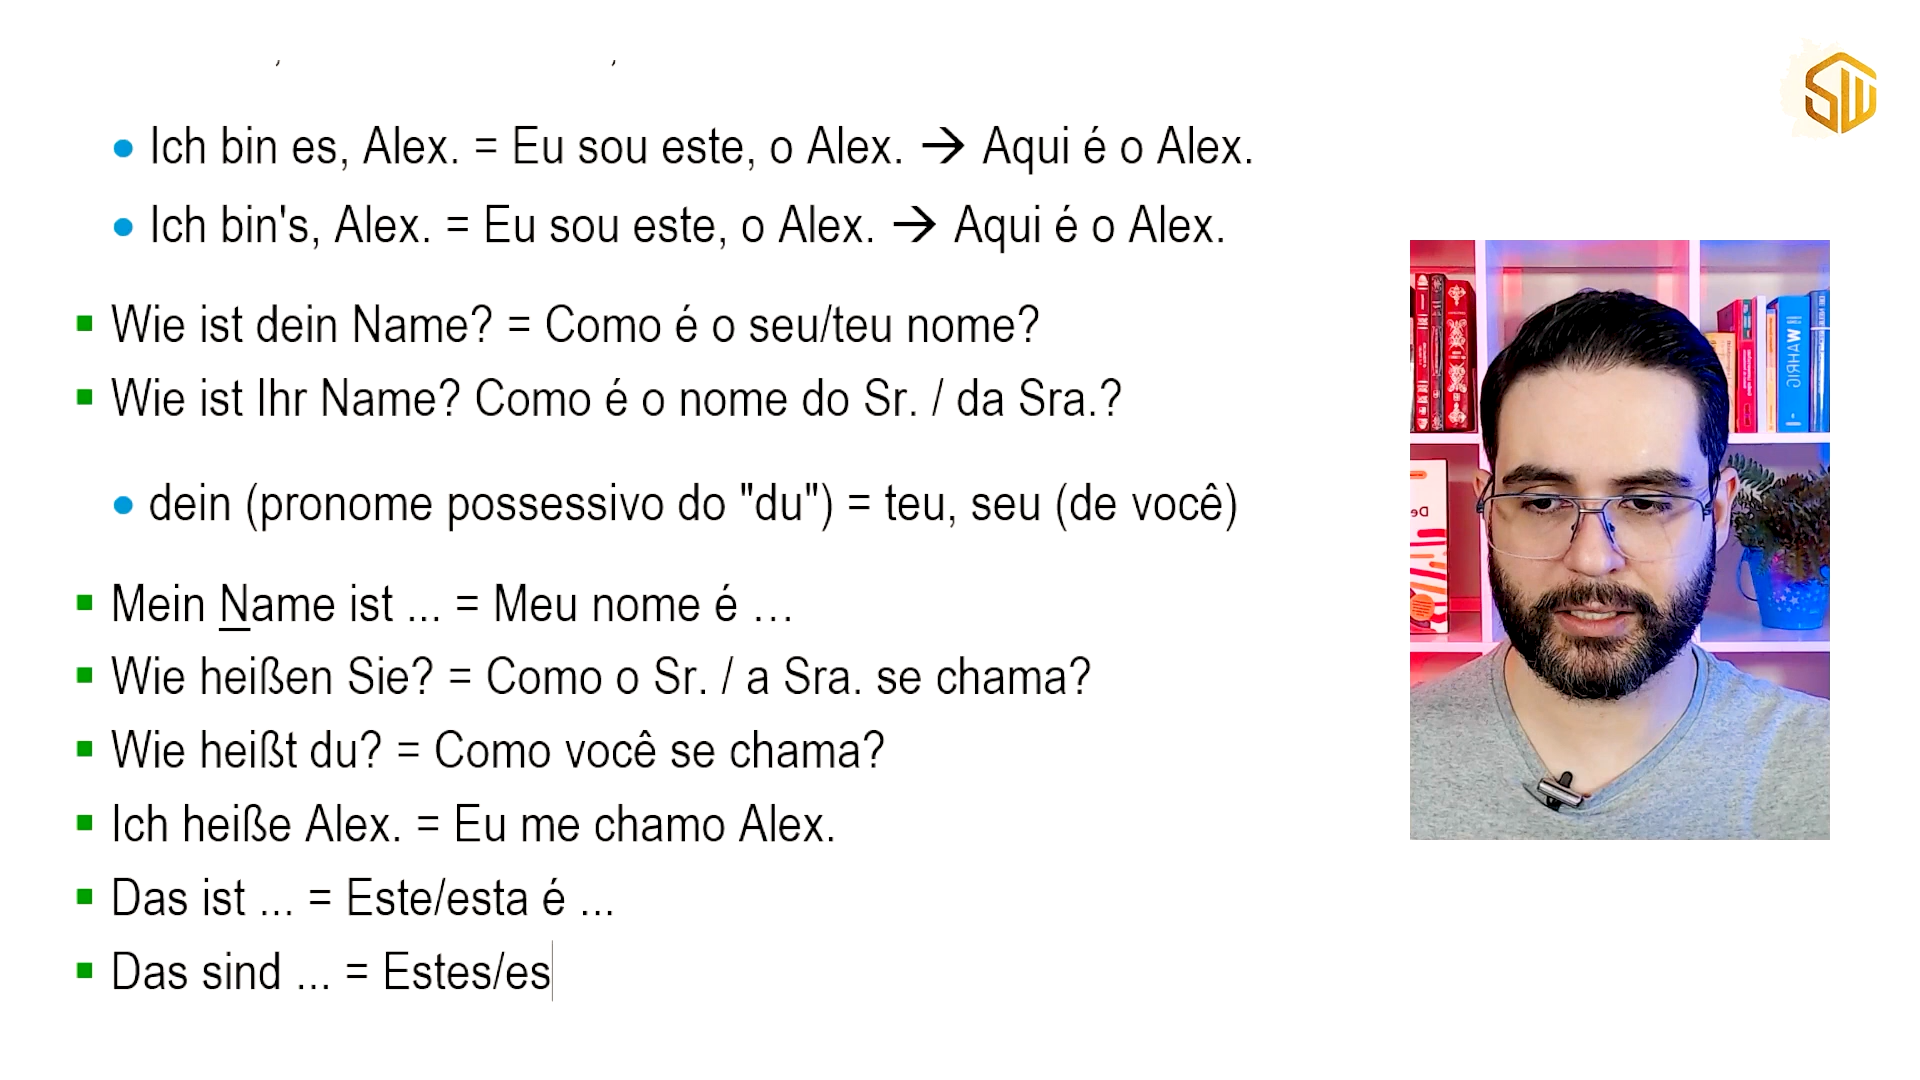 Ich bin es, Alex. = Eu sou este, o Alex. → Aqui é o Alex.
Ich bin's, Alex. = Eu sou este, o Alex. → Aqui é o Alex.
Wie ist dein Name? = Como é o seu/teu nome?
Wie ist Ihr Name? Como é o nome do Sr. / da Sra.?
dein (pronome possessivo do "du") = teu, seu (de você)
Mein Name ist ... = Meu nome é …
Wie heißen Sie? = Como o Sr. / a Sra. se chama?
Wie heißt du? = Como você se chama?
Ich heiße Alex. = Eu me chamo Alex.
Das ist ... = Este/esta é ...
Das sind ... = Estes/es
WAHRIG
De